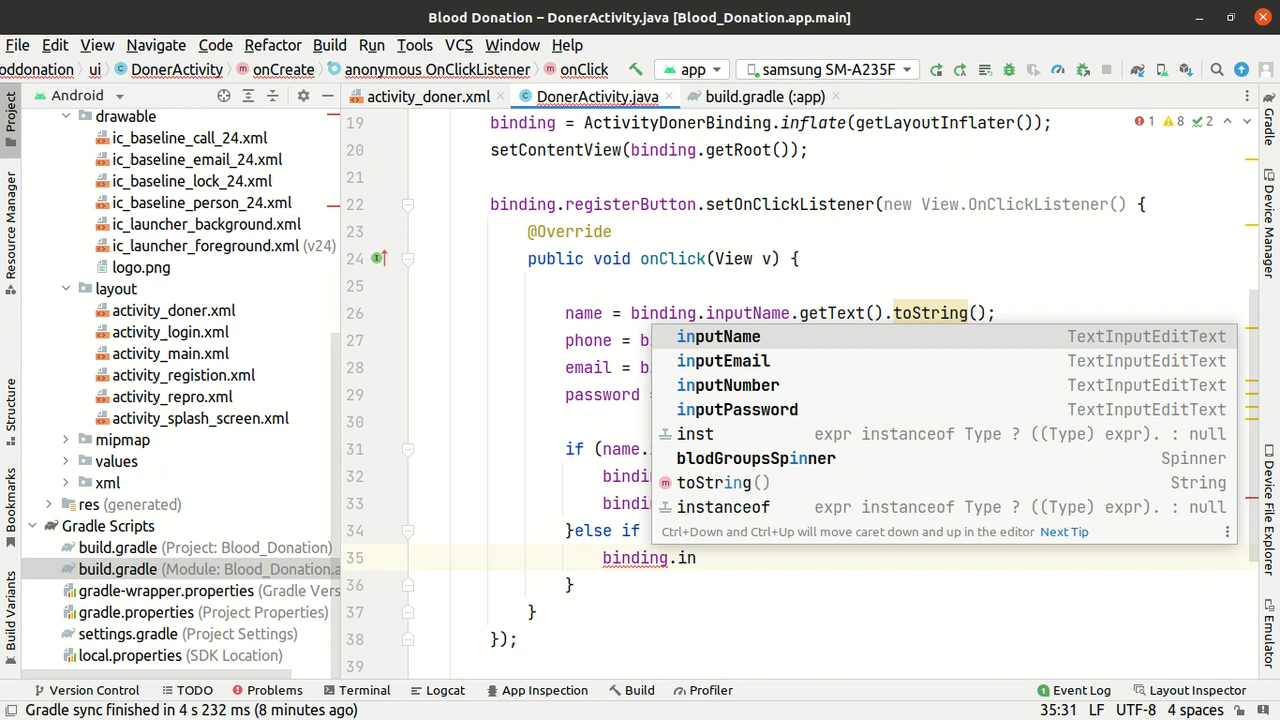 Blood Donation – DonerActivity.java [Blood_Donation.app.main]
File Edit View Navigate Code Refactor Build Run Tools VCS Window Help
oddonation ui DonerActivity onCreate anonymous OnClickListener onClick app samsung SM-A235F
Android
activity_doner.xml DonerActivity.java build.gradle (:app)
Project
Resource Manager
Structure
Bookmarks
Build Variants
drawable
ic_baseline_call_24.xml
ic_baseline_email_24.xml
ic_baseline_lock_24.xml
ic_baseline_person_24.xml
ic_launcher_background.xml
ic_launcher_foreground.xml (v24)
logo.png
layout
activity_doner.xml
activity_login.xml
activity_main.xml
activity_registion.xml
activity_repro.xml
activity_splash_screen.xml
mipmap
values
xml
res (generated)
Gradle Scripts
build.gradle (Project: Blood_Donation)
build.gradle (Module: Blood_Donation.a
gradle-wrapper.properties (Gradle Vers
gradle.properties (Project Properties)
settings.gradle (Project Settings)
local.properties (SDK Location)
1 8 2
19 binding = ActivityDonerBinding.inflate(getLayoutInflater());
20 setContentView(binding.getRoot());
21
22 binding.registerButton.setOnClickListener(new View.OnClickListener() {
23 @Override
24 public void onClick(View v) {
25
26 name = binding.inputName.getText().toString();
27 phone = bi
28 email = bi
29 password =
30
31 if (name.
32 bindi
33 bindi
34 }else if
35 binding.in
36 }
37 }
38 });
39
inputName TextInputEditText
inputEmail TextInputEditText
inputNumber TextInputEditText
inputPassword TextInputEditText
inst expr instanceof Type ? ((Type) expr). : null
blodGroupsSpinner Spinner
toString() String
instanceof expr instanceof Type ? ((Type) expr). : null
Ctrl+Down and Ctrl+Up will move caret down and up in the editor Next Tip
Gradle
Device Manager
Device File Explorer
Emulator
Version Control TODO Problems Terminal Logcat App Inspection Build Profiler 1 Event Log Layout Inspector
Gradle sync finished in 4 s 232 ms (8 minutes ago) 35:31 LF UTF-8 4 spaces